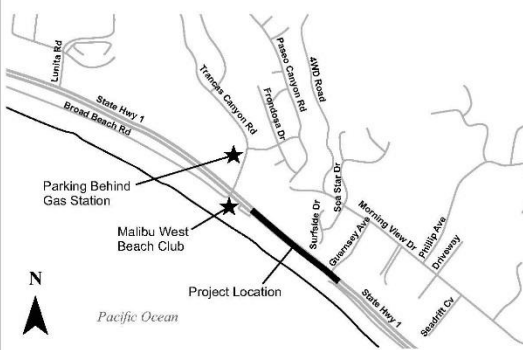 Lunita Rd
State Hwy 1
Broad Beach Rd
Trancas Canyon Rd
Paseo Canyon Rd
4WD Road
Frondosa Dr
Parking Behind
Gas Station
Malibu West
Beach Club
Surfside Dr
Sea Star Dr
Guernsey Ave
Morning View Dr
Phillip Ave
Driveway
Project Location
State Hwy 1
Seadrift Cv
N
Pacific Ocean